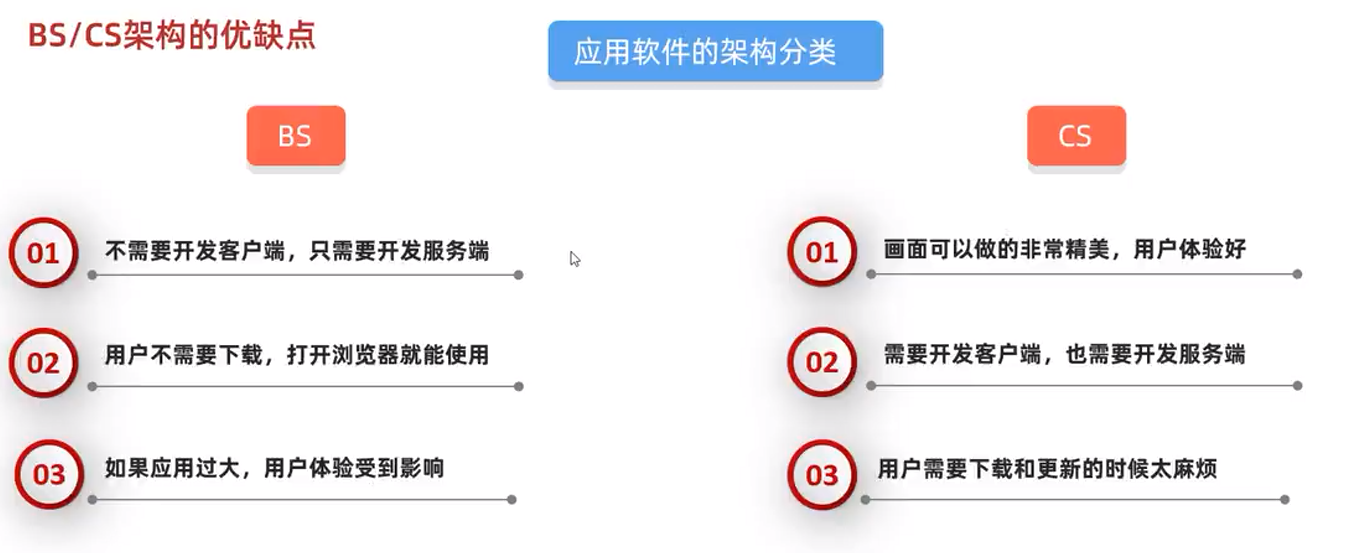 BS/CS架构的优缺点
应用软件的架构分类
BS
01 不需要开发客户端，只需要开发服务端
02 用户不需要下载，打开浏览器就能使用
03 如果应用过大，用户体验受到影响
CS
01 画面可以做的非常精美，用户体验好
02 需要开发客户端，也需要开发服务端
03 用户需要下载和更新的时候太麻烦